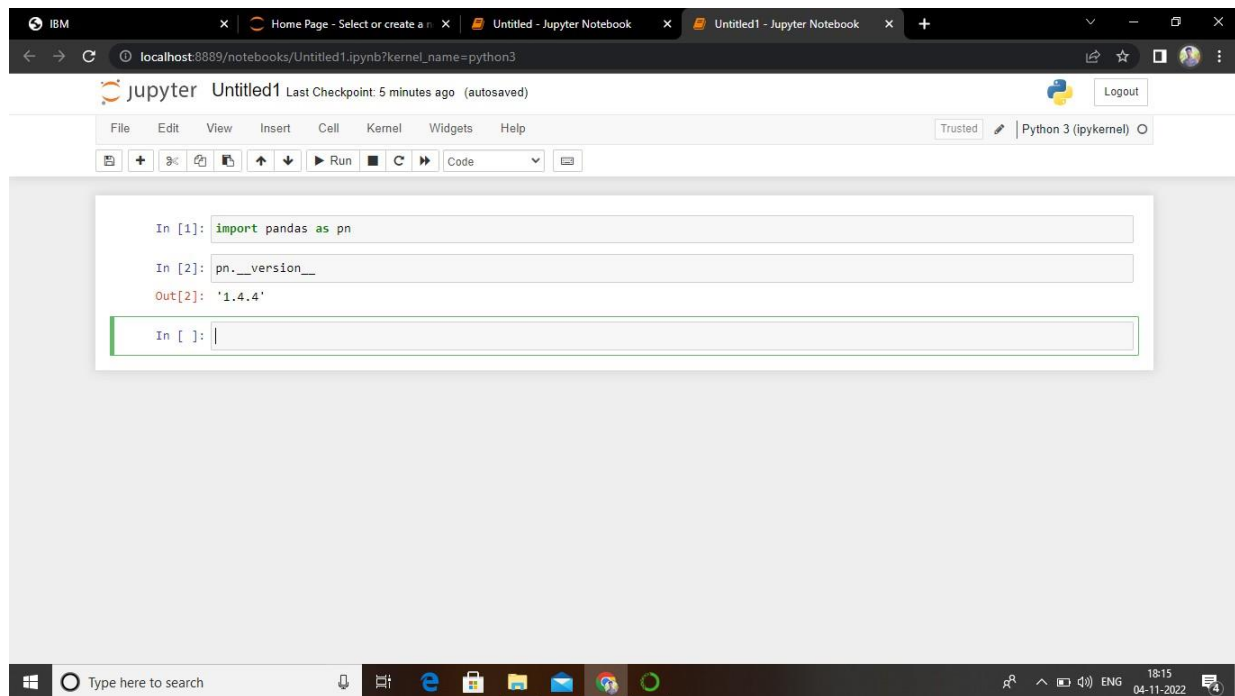 IBM
Home Page - Select or create a n
Untitled - Jupyter Notebook
Untitled1 - Jupyter Notebook
localhost:8889/notebooks/Untitled1.ipynb?kernel_name=python3
jupyter Untitled1 Last Checkpoint: 5 minutes ago (autosaved)
Logout
File Edit View Insert Cell Kernel Widgets Help
Trusted Python 3 (ipykernel)
Run Code
In [1]: import pandas as pn
In [2]: pn.__version__
Out[2]: '1.4.4'
In [ ]:
Type here to search
ENG
18:15
04-11-2022
4